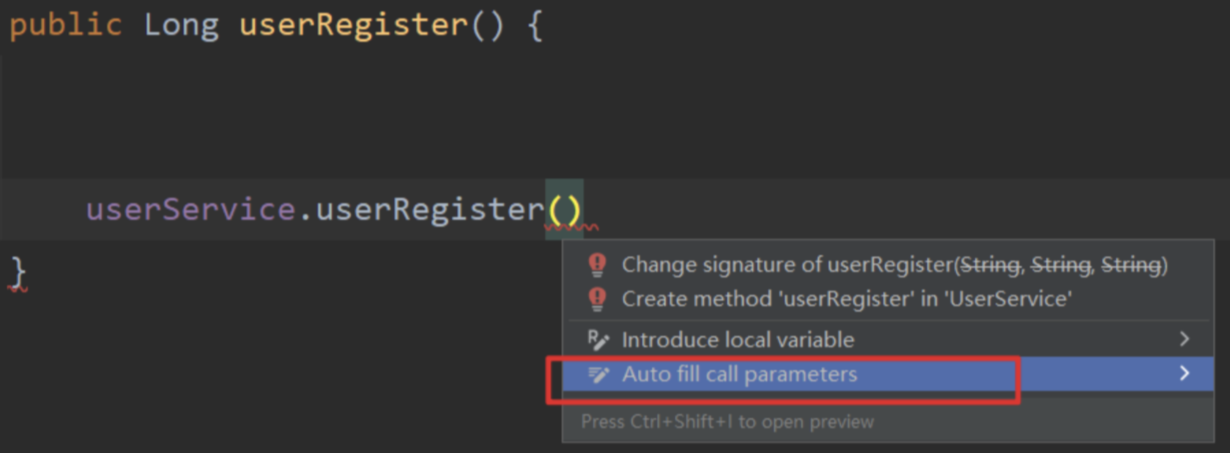 public Long userRegister() {
userService.userRegister()
}
Change signature of userRegister(String, String, String)
Create method 'userRegister' in 'UserService'
Introduce local variable
Auto fill call parameters
Press Ctrl+Shift+I to open preview